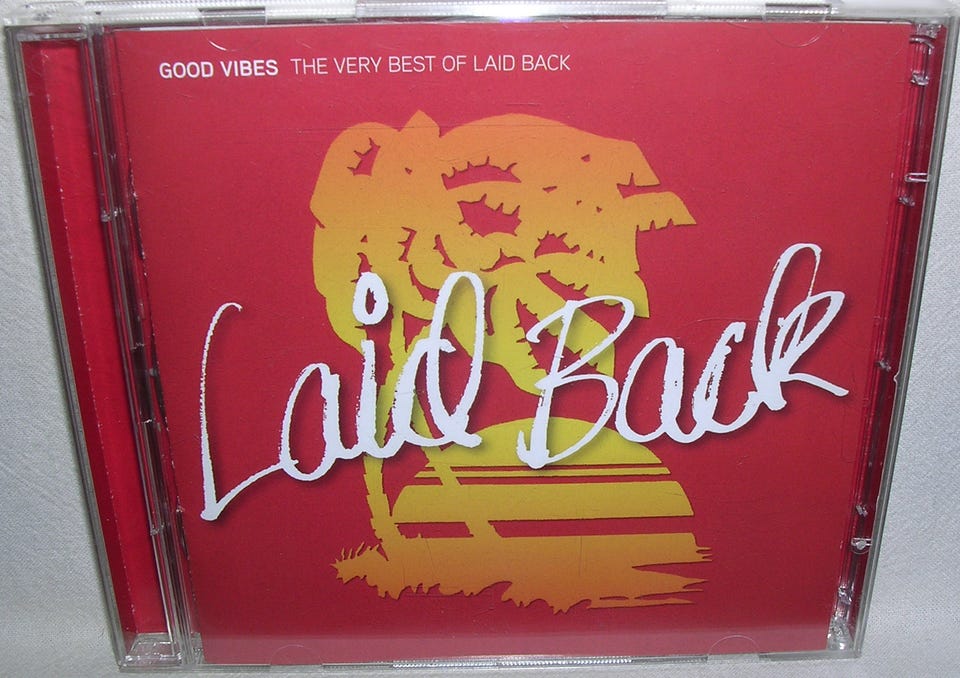 GOOD VIBES THE VERY BEST OF LAID BACK
Laid Back